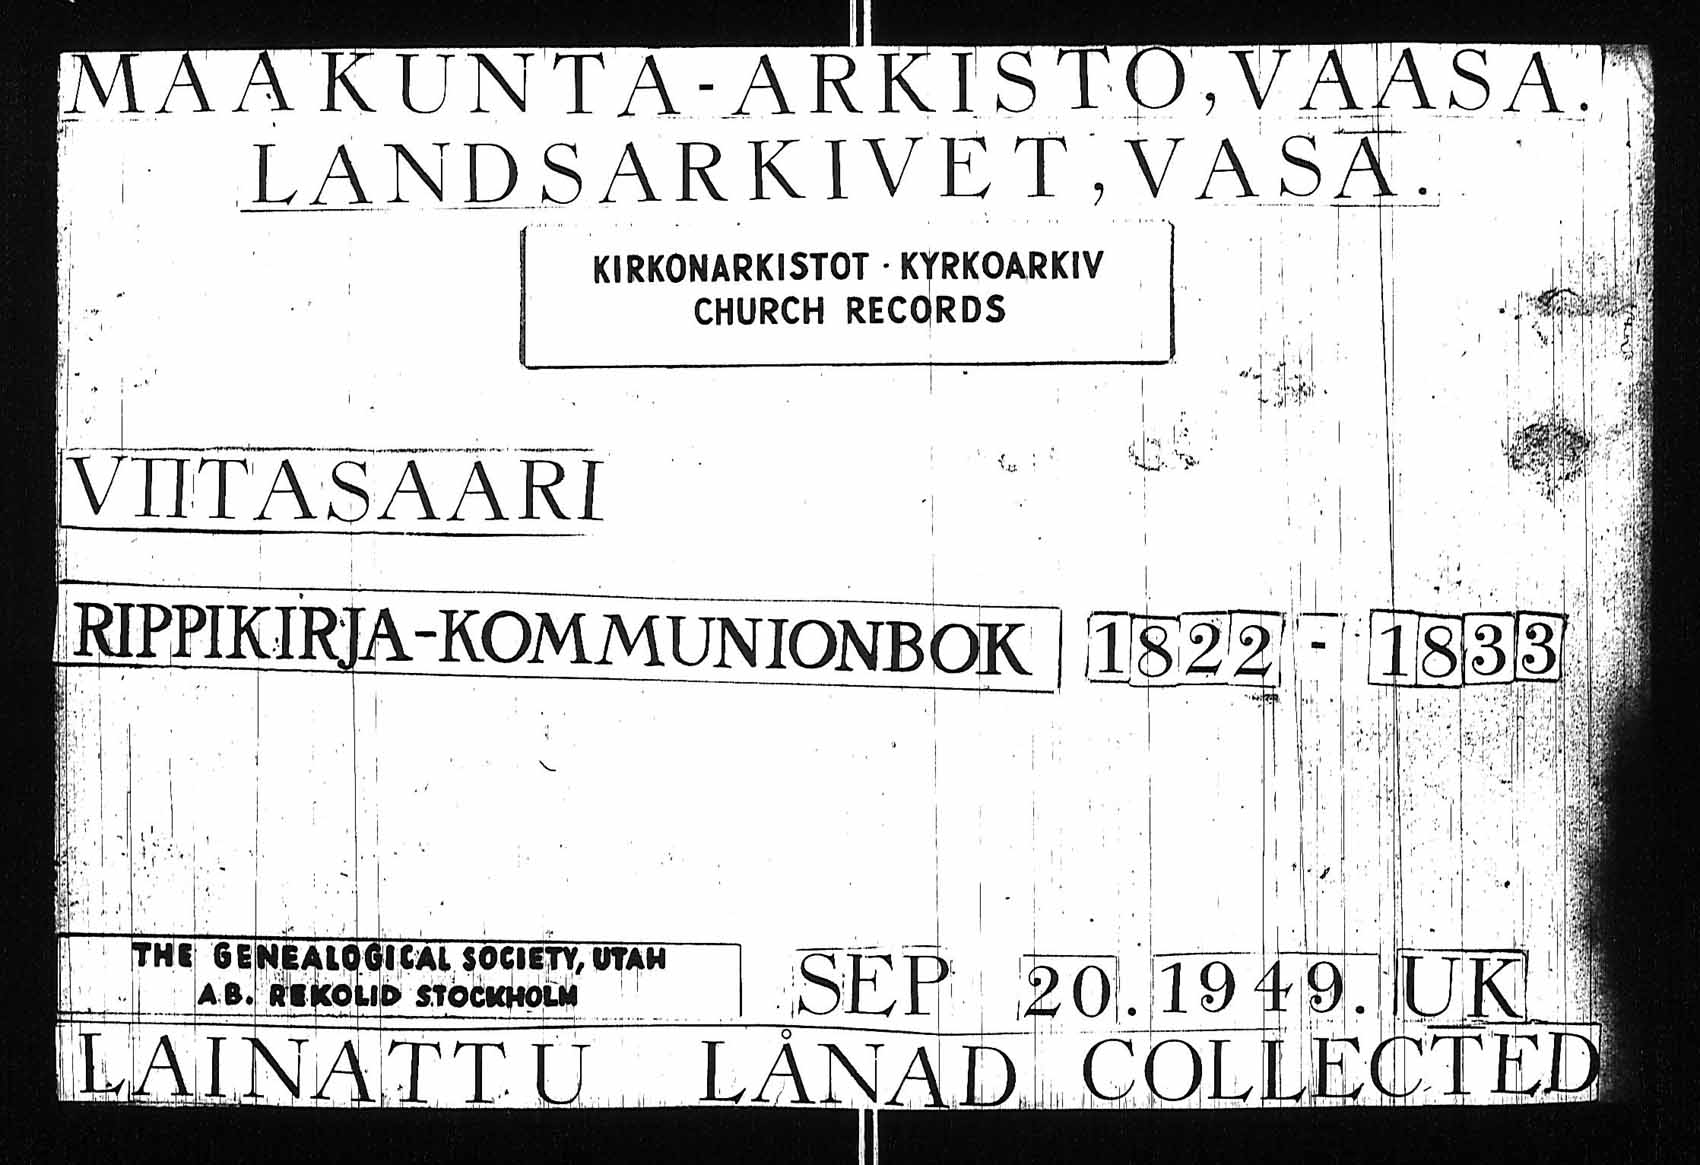 MAAKUNTA-ARKISTO, VAASA.
LANDSARKIVET, VASA.
KIRKONARKISTOT · KYRKOARKIV
CHURCH RECORDS
VIITASAARI
RIPPIKIRJA-KOMMUNIONBOK 1822 - 1833
THE GENEALOGICAL SOCIETY, UTAH
A.B. REKOLID STOCKHOLM
SEP 20. 1949. UK
LAINATTU LÅNAD COLLECTED